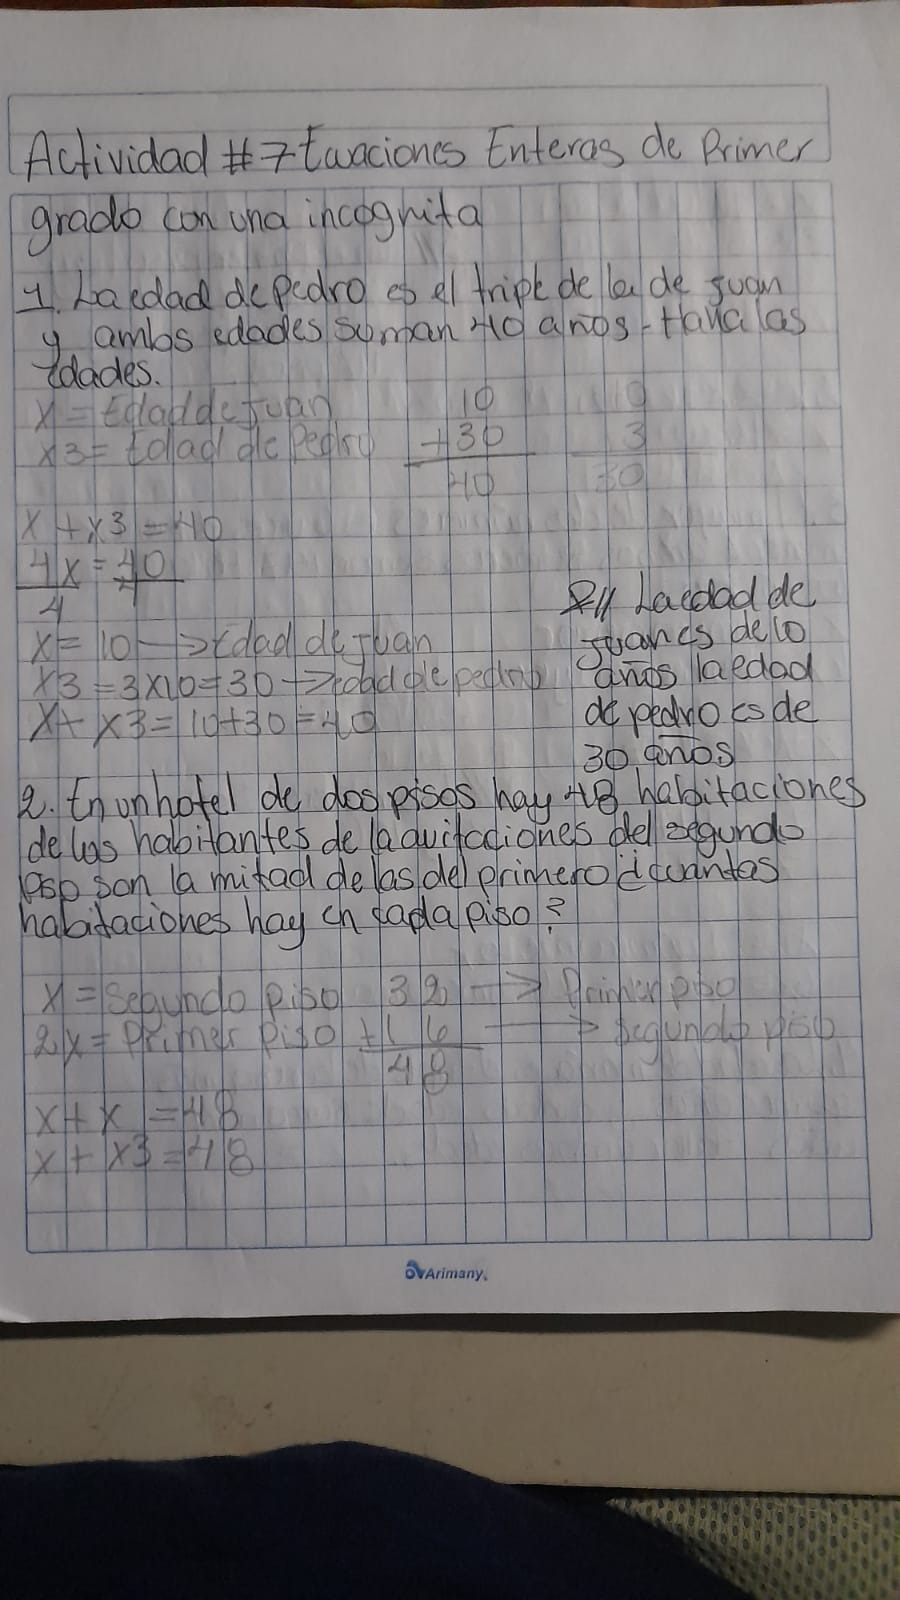 Actividad #7 Ecuaciones Enteras de Primer
grado con una incognita
1. La edad de pedro es el triple de la de juan
y ambs edades suman 40 años - Halla las
Edades.
x = Edad de Juan 10 10
x3 = Edad de Pedro +30 3
40 30
x + x3 = 40
4x = 40
4 4
x = 10 -> Edad de juan
x3 = 3x10 = 30 -> Edad de pedro
x + x3 = 10+30 = 40
R// La edad de
juan es de 10
años la edad
de pedro es de
30 años
2. En un hotel de dos pisos hay 48 habitaciones
de las habitantes de la del segundo
piso son la mitad de las del primero ¿cuantas
habitaciones hay en cada piso?
x = Segundo piso 32 -> Primer piso
2x = Primer Piso +16 -> Segundo piso
48
x + x = 48
x + x3 = 48
Arimany.